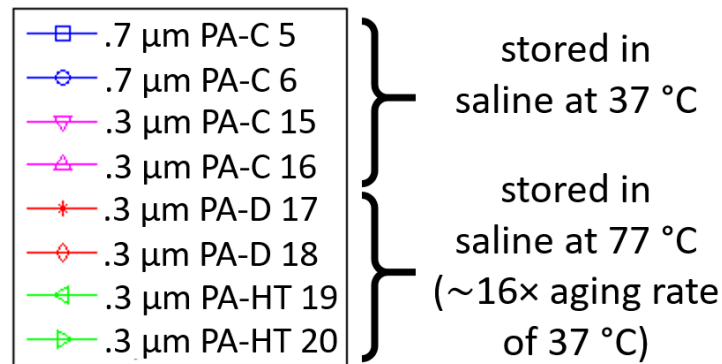 .7 μm PA-C 5
.7 μm PA-C 6
.3 μm PA-C 15
.3 μm PA-C 16
.3 μm PA-D 17
.3 μm PA-D 18
.3 μm PA-HT 19
.3 μm PA-HT 20
stored in
saline at 37 °C
stored in
saline at 77 °C
(~16× aging rate
of 37 °C)